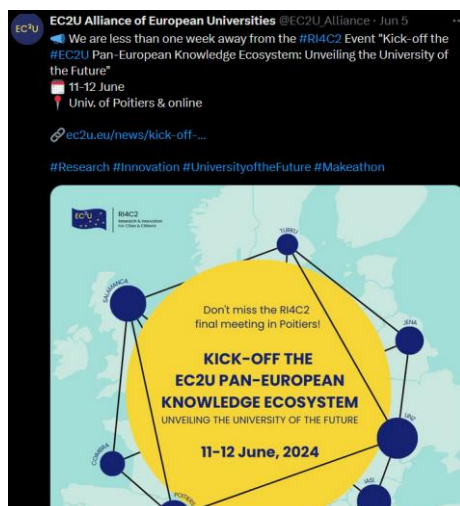 EC2U Alliance of European Universities @EC2U_Alliance · Jun 5
📢 We are less than one week away from the #RI4C2 Event "Kick-off the
#EC2U Pan-European Knowledge Ecosystem: Unveiling the University of
the Future"
📅 11-12 June
📍 Univ. of Poitiers & online
🔗 ec2u.eu/news/kick-off-...
#Research #Innovation #UniversityoftheFuture #Makeathon
EC²U
RI4C2
Research & Innovation
for Cities & Citizens
TURKU
SALAMANCA
JENA
Don't miss the RI4C2
final meeting in Poitiers!
KICK-OFF THE
EC2U PAN-EUROPEAN
KNOWLEDGE ECOSYSTEM
UNVEILING THE UNIVERSITY OF THE FUTURE
11-12 June, 2024
LINZ
COIMBRA
POITIERS
IASI